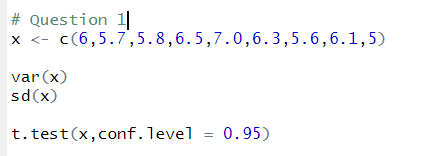 # Question 1
x <- c(6,5.7,5.8,6.5,7.0,6.3,5.6,6.1,5)
var(x)
sd(x)
t.test(x,conf.level = 0.95)